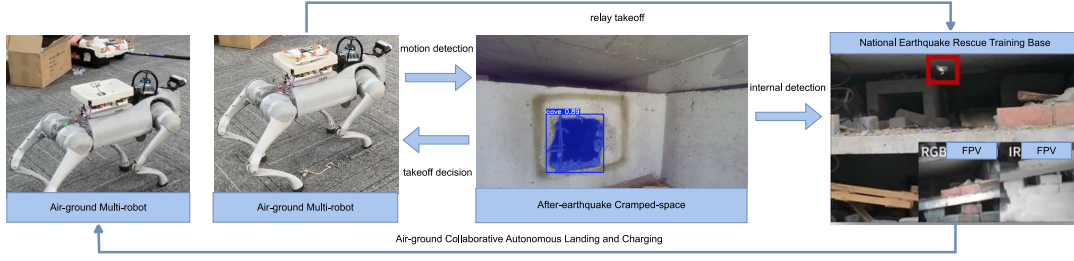 relay takeoff
National Earthquake Rescue Training Base
motion detection
cove 0.89
internal detection
RGB FPV IR FPV
takeoff decision
Air-ground Multi-robot
Air-ground Multi-robot
After-earthquake Cramped-space
Air-ground Collaborative Autonomous Landing and Charging